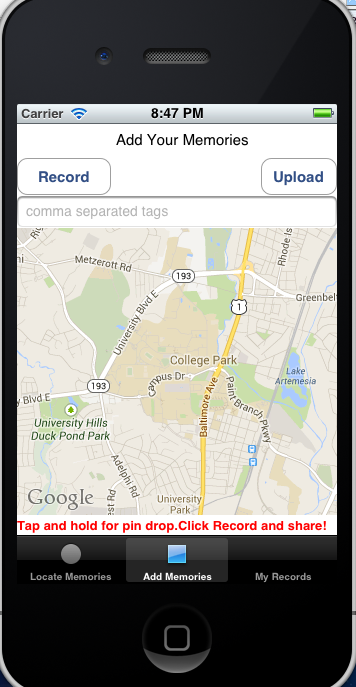 Carrier 8:47 PM
Add Your Memories
Record Upload
comma separated tags
Metzerott Rd
193
Rhode Is
University Blvd E
1
Greenbelt
College Park
Campus Dr
193
Lake
Artemesia
y Blvd E
Baltimore Ave
Paint Branch Pkwy
University Hills
Duck Pond Park
Adelphi Rd
University
Park
Google
Tap and hold for pin drop.Click Record and share!
Locate Memories Add Memories My Records